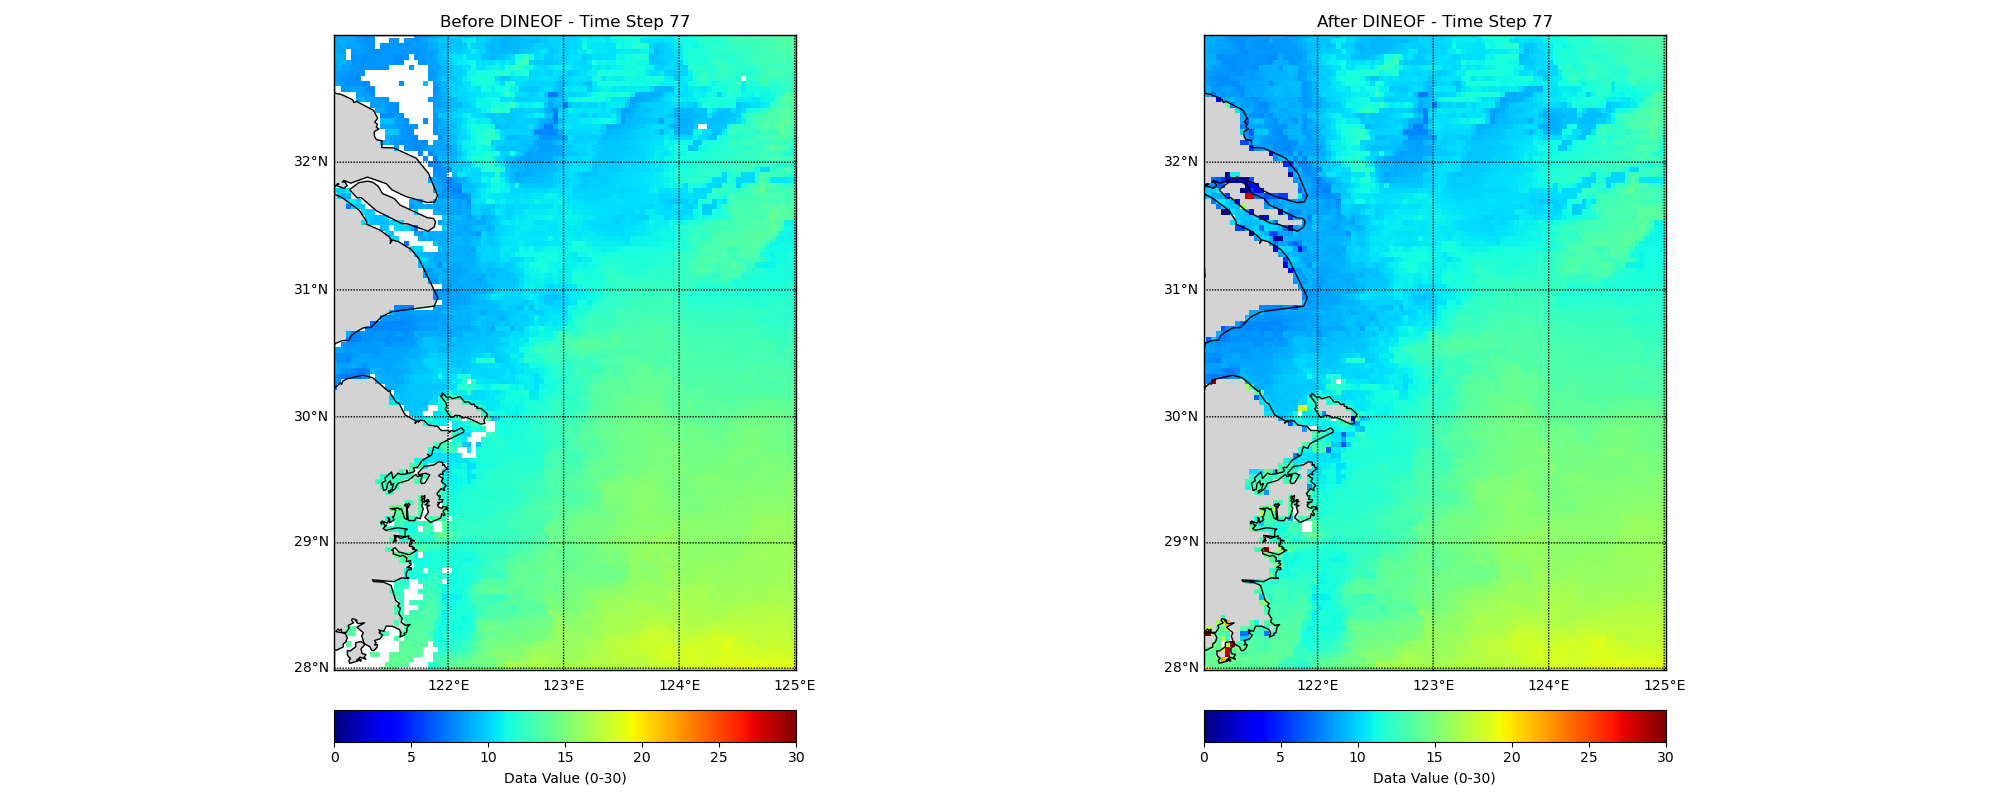 Before DINEOF - Time Step 77
After DINEOF - Time Step 77
32°N
31°N
30°N
29°N
28°N
122°E 123°E 124°E 125°E
0 5 10 15 20 25 30
Data Value (0-30)
32°N
31°N
30°N
29°N
28°N
122°E 123°E 124°E 125°E
0 5 10 15 20 25 30
Data Value (0-30)